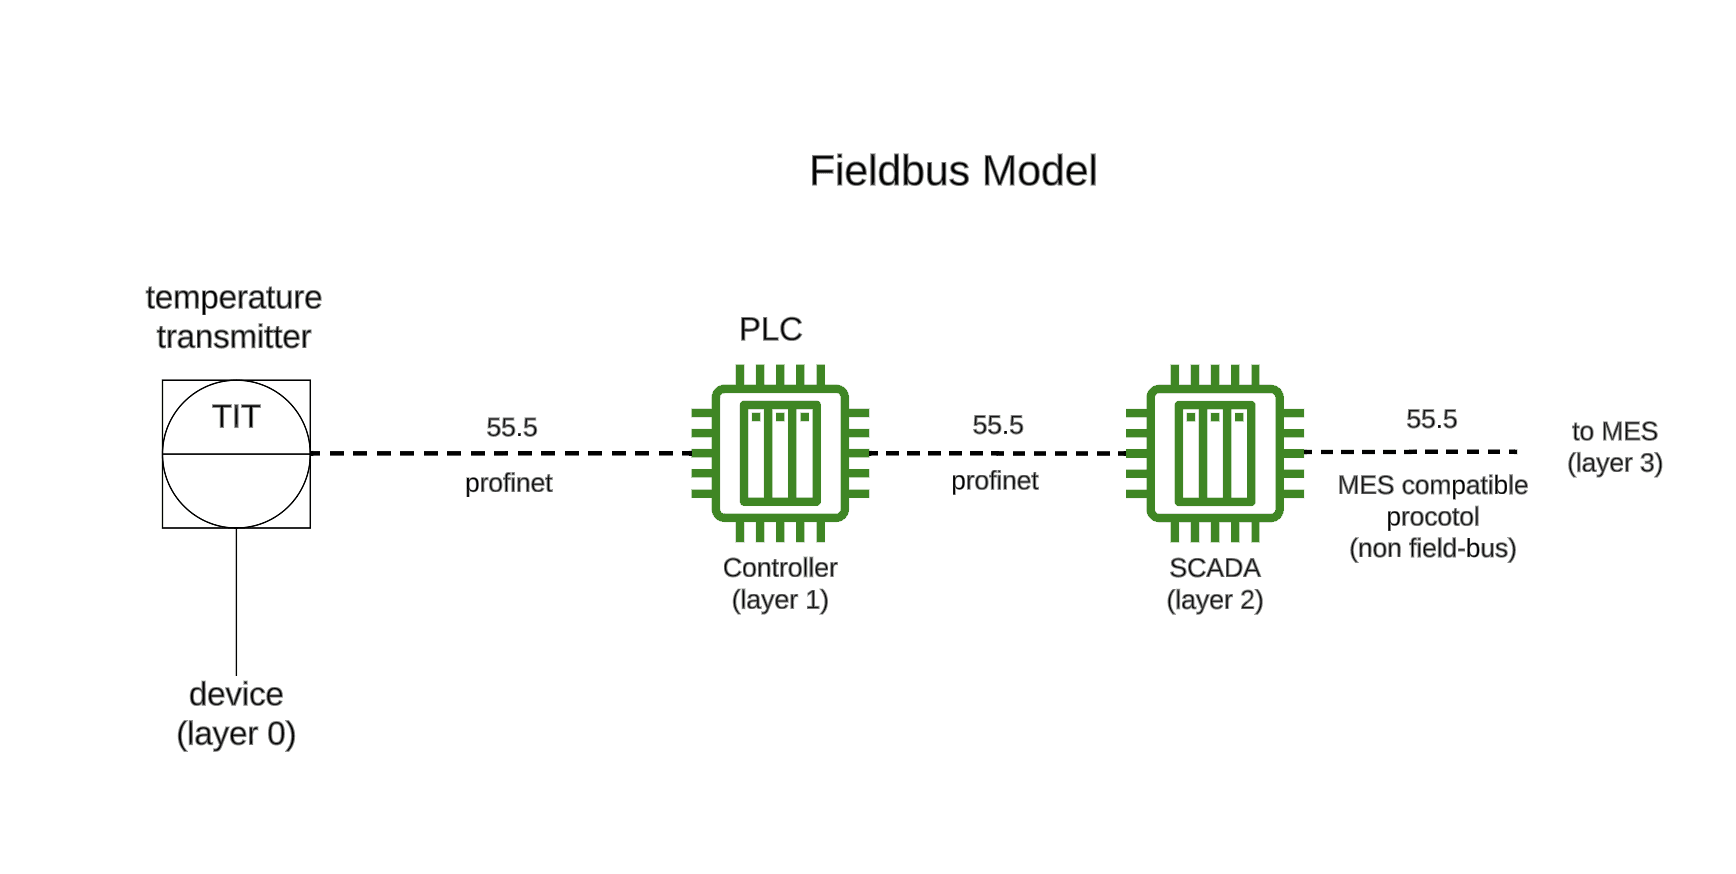 Fieldbus Model
temperature
transmitter
TIT
device
(layer 0)
55.5
profinet
PLC
Controller
(layer 1)
55.5
profinet
SCADA
(layer 2)
55.5
MES compatible
procotol
(non field-bus)
to MES
(layer 3)